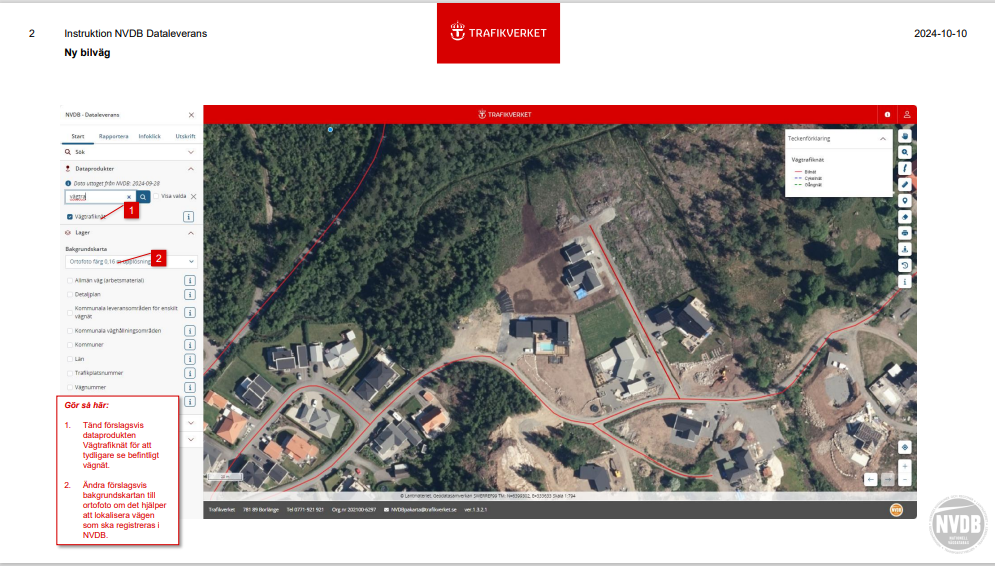 2
Instruktion NVDB Dataleverans
TRAFIKVERKET
2024-10-10
Ny bilväg
NVDB - Dataleverans
Start Rapportera Infoklick Utskrift
Sök
Dataprodukter
Data uttaget från NVDB: 2024-09-28
vägtra
Visa valda
1
Vägtrafiknät
Lager
Bakgrundskarta
2
Ortofoto färg 0,16
Allmän väg (arbetsmaterial)
Detaljplan
Kommunala leveransområden för enskilt
vägnät
Kommunala väghållningsområden
Kommuner
Län
Trafikplatsnummer
Vägnummer
Gör så här:
1. Tänd förslagsvis
dataprodukten
Vägtrafiknät för att
tydligare se befintligt
vägnät.
2. Ändra förslagsvis
bakgrundskartan till
ortofoto om det hjälper
att lokalisera vägen
som ska registreras i
NVDB.
TRAFIKVERKET
Teckenförklaring
Vägtrafiknät
Bilnät
Cykelnät
Gångnät
© Lantmäteriet, Geodatasamverkan
Skala 1:794
Trafikverket 781 89 Borlänge Tel 0771-921 921 Org.nr 202100-6297 NVDBpakarta@trafikverket.se ver.1.3.2.1
NVDB
NVDB
NATIONELL
VÄGDATABAS